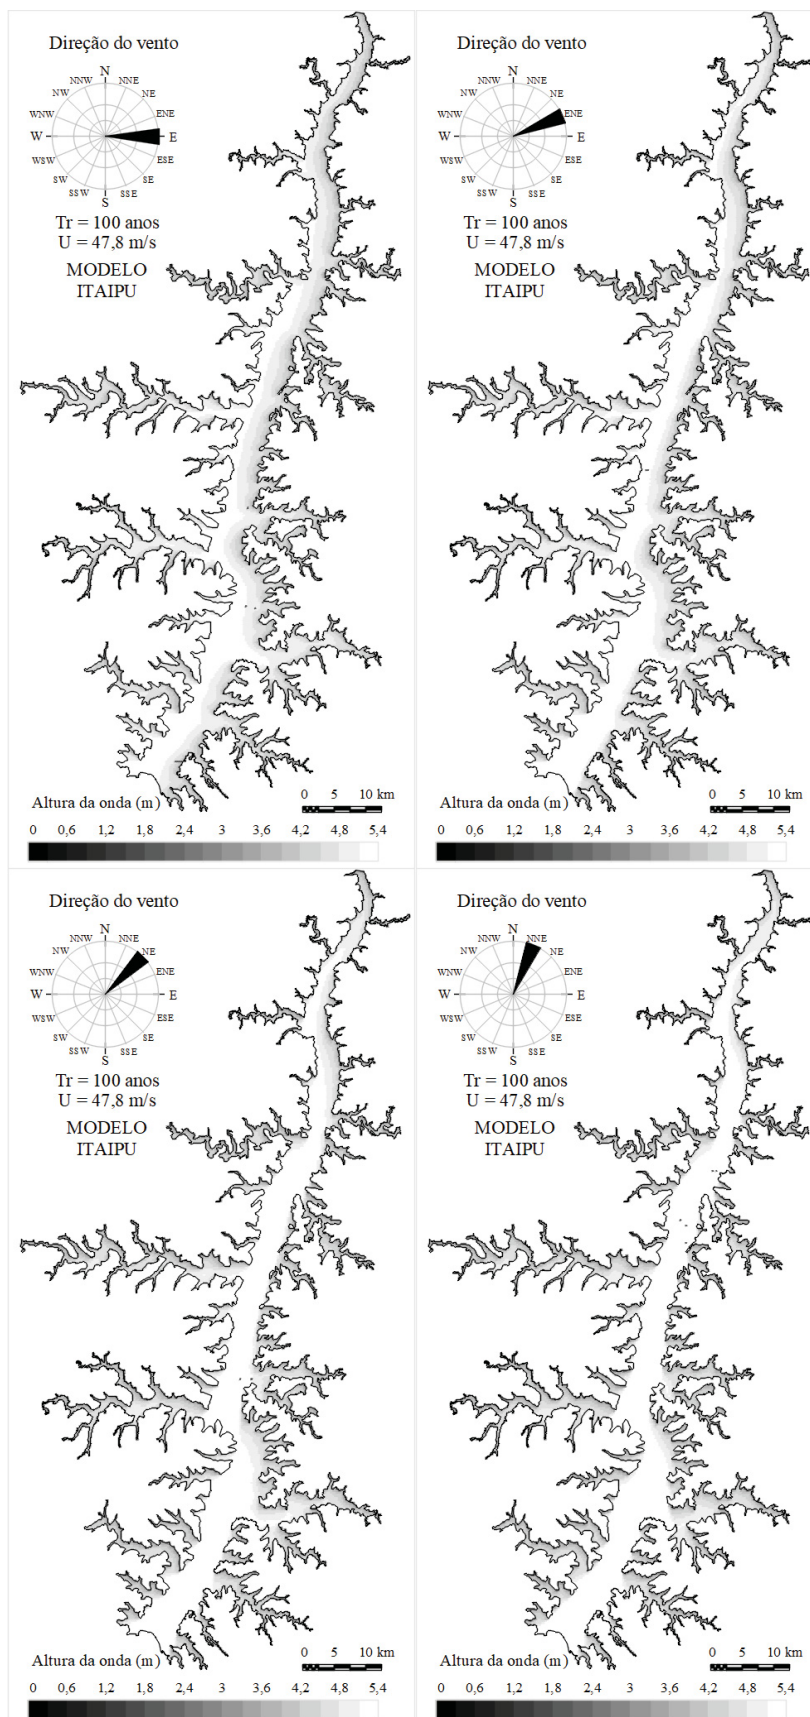 Direção do vento
N
NNW NNE
NW NE
WNW ENE
W E
WSW ESE
SW SE
SSW SSE
S
Tr = 100 anos
U = 47,8 m/s
MODELO
ITAIPU
Altura da onda (m)
0 5 10 km
0 0,6 1,2 1,8 2,4 3 3,6 4,2 4,8 5,4
Direção do vento
N
NNW NNE
NW NE
WNW ENE
W E
WSW ESE
SW SE
SSW SSE
S
Tr = 100 anos
U = 47,8 m/s
MODELO
ITAIPU
Altura da onda (m)
0 5 10 km
0 0,6 1,2 1,8 2,4 3 3,6 4,2 4,8 5,4
Direção do vento
N
NNW NNE
NW NE
WNW ENE
W E
WSW ESE
SW SE
SSW SSE
S
Tr = 100 anos
U = 47,8 m/s
MODELO
ITAIPU
Altura da onda (m)
0 5 10 km
0 0,6 1,2 1,8 2,4 3 3,6 4,2 4,8 5,4
Direção do vento
N
NNW NNE
NW NE
WNW ENE
W E
WSW ESE
SW SE
SSW SSE
S
Tr = 100 anos
U = 47,8 m/s
MODELO
ITAIPU
Altura da onda (m)
0 5 10 km
0 0,6 1,2 1,8 2,4 3 3,6 4,2 4,8 5,4